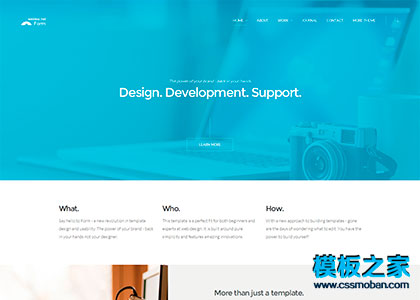 Form
HOME
ABOUT
WORK
JOURNAL
CONTACT
MORE THEME
The power of your brand - back in your hands
Design. Development. Support.
LEARN MORE
What.
Say hello to Form - a new revolution in template
design and usability. The power of your brand - back
in your hands not your designer.
Who.
This template is a perfect fit for both beginners and
experts at web design. It is built around pure
simplicity and features amazing innovations.
How.
With a new approach to building templates - gone
are the days of wondering what to edit. You have the
power to build yourself!
More than just a template.
模板之家
www.cssmoban.com